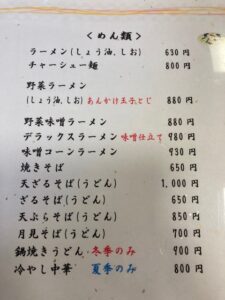 ＜めん類＞
ラーメン(しょう油,しお) 630円
チャーシュー麺 800円
野菜ラーメン
(しょう油,しお)あんかけ玉子とじ 880円
野菜味噌ラーメン 880円
デラックスラーメン味噌仕立て 980円
味噌コーンラーメン 930円
焼きそば 650円
天ざるそば(うどん) 1.000円
ざるそば(うどん) 650円
天ぷらそば(うどん) 850円
月見そば(うどん) 700円
鍋焼きうどん 冬季のみ 900円
冷やし中華 夏季のみ 800円